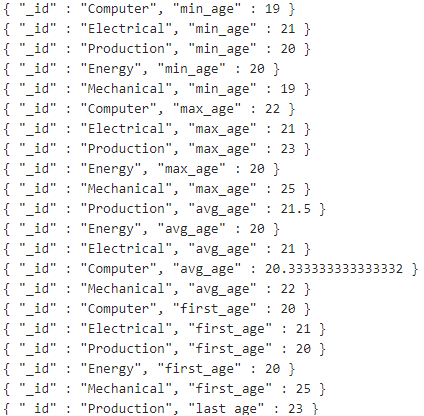 { "_id" : "Computer", "min_age" : 19 }
{ "_id" : "Electrical", "min_age" : 21 }
{ "_id" : "Production", "min_age" : 20 }
{ "_id" : "Energy", "min_age" : 20 }
{ "_id" : "Mechanical", "min_age" : 19 }
{ "_id" : "Computer", "max_age" : 22 }
{ "_id" : "Electrical", "max_age" : 21 }
{ "_id" : "Production", "max_age" : 23 }
{ "_id" : "Energy", "max_age" : 20 }
{ "_id" : "Mechanical", "max_age" : 25 }
{ "_id" : "Production", "avg_age" : 21.5 }
{ "_id" : "Energy", "avg_age" : 20 }
{ "_id" : "Electrical", "avg_age" : 21 }
{ "_id" : "Computer", "avg_age" : 20.333333333333332 }
{ "_id" : "Mechanical", "avg_age" : 22 }
{ "_id" : "Computer", "first_age" : 20 }
{ "_id" : "Electrical", "first_age" : 21 }
{ "_id" : "Production", "first_age" : 20 }
{ "_id" : "Energy", "first_age" : 20 }
{ "_id" : "Mechanical", "first_age" : 25 }
{ "_id" : "Production", "last_age" : 23 }